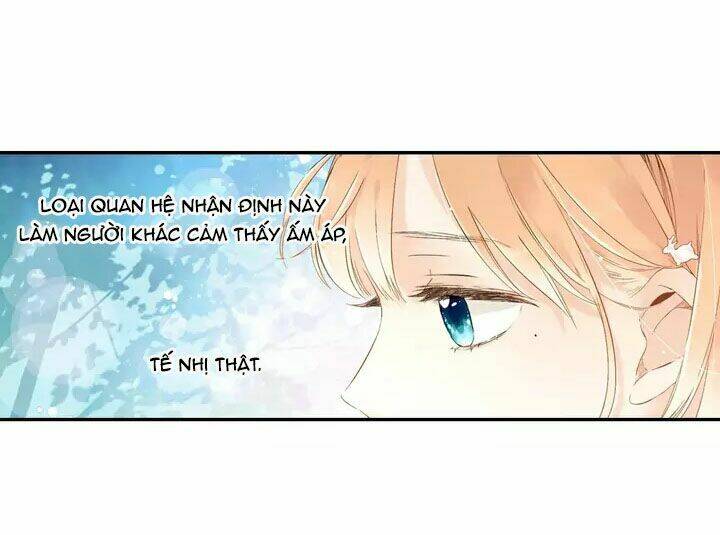 LOẠI QUAN HỆ NHẬN ĐỊNH NÀY
LÀM NGƯỜI KHÁC CẢM THẤY ẤM ÁP,
TẾ NHỊ THẬT.